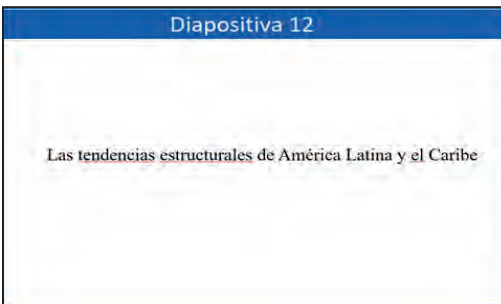 Diapositiva 12
Las tendencias estructurales de América Latina y el Caribe